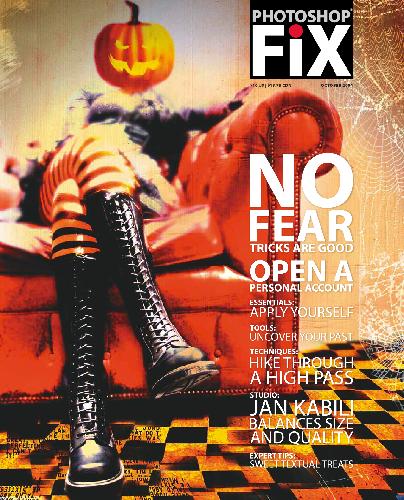 PHOTOSHOP
FiX
OCTOBER
NO
FEAR
TRICKS ARE GOOD
OPEN A
PERSONAL ACCOUNT
ESSENTIALS:
APPLY YOURSELF
TOOLS:
UNCOVER YOUR PAST
TECHNIQUES:
HIKE THROUGH
A HIGH PASS
STUDIO:
JAN KABILI
BALANCES SIZE
AND QUALITY
EXPERT TIPS:
SWEET TEXTUAL TREATS